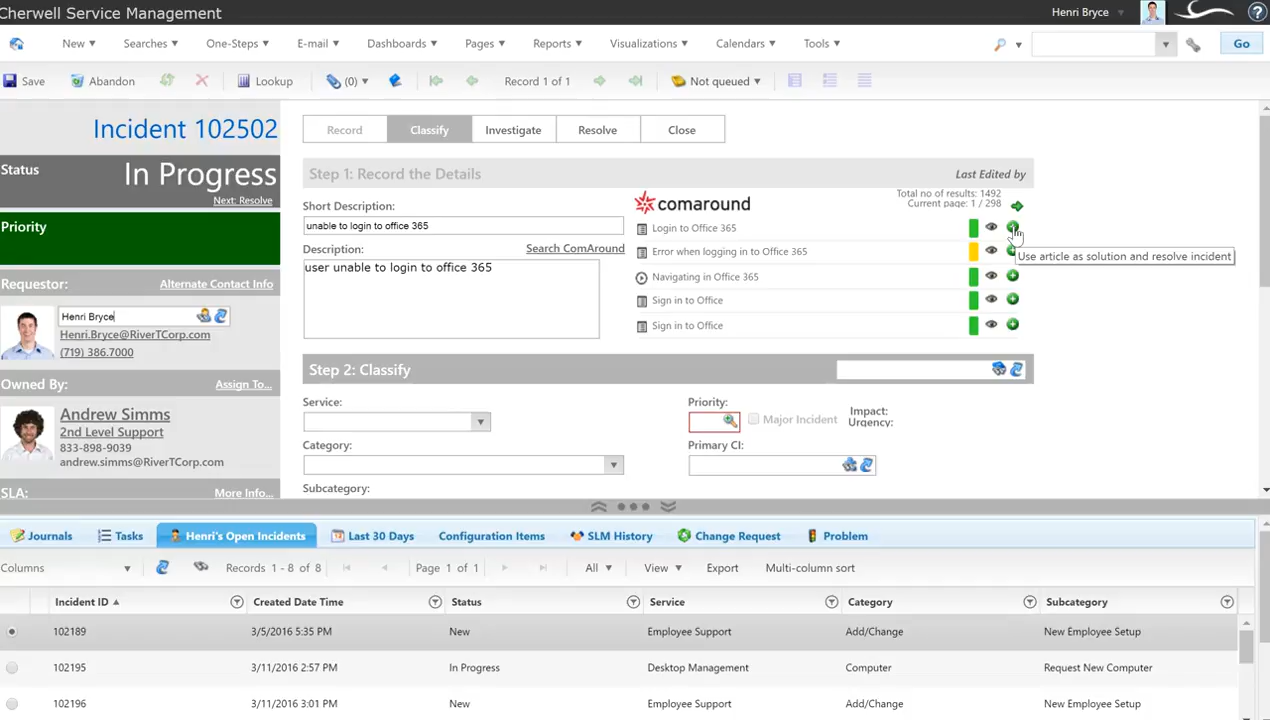 Cherwell Service Management
Henri Bryce
New Searches One-Steps E-mail Dashboards Pages Reports Visualizations Calendars Tools Go
Save Abandon Lookup (0) Record 1 of 1 Not queued
Incident 102502
Status
In Progress
Next: Resolve
Priority
Requestor: Alternate Contact Info
Henri Bryce
Henri.Bryce@RiverTCorp.com
(719) 386.7000
Owned By: Assign To...
Andrew Simms
2nd Level Support
833-898-9039
andrew.simms@RiverTCorp.com
SLA: More Info...
Record Classify Investigate Resolve Close
Step 1: Record the Details Last Edited by
Short Description:
unable to login to office 365
Description: Search ComAround
user unable to login to office 365
comaround
Total no of results: 1492
Current page: 1 / 298
Login to Office 365
Use article as solution and resolve incident
Error when logging in to Office 365
Navigating in Office 365
Sign in to Office
Sign in to Office
Step 2: Classify
Service:
Category:
Subcategory:
Priority:
Major Incident
Impact:
Urgency:
Primary CI:
Journals Tasks Henri's Open Incidents Last 30 Days Configuration Items SLM History Change Request Problem
Columns Records 1 - 8 of 8 Page 1 of 1 All View Export Multi-column sort
Incident ID Created Date Time Status Service Category Subcategory
102189 3/5/2016 5:35 PM New Employee Support Add/Change New Employee Setup
102195 3/11/2016 2:57 PM In Progress Desktop Management Computer Request New Computer
102196 3/11/2016 3:01 PM New Employee Support Add/Change New Employee Setup